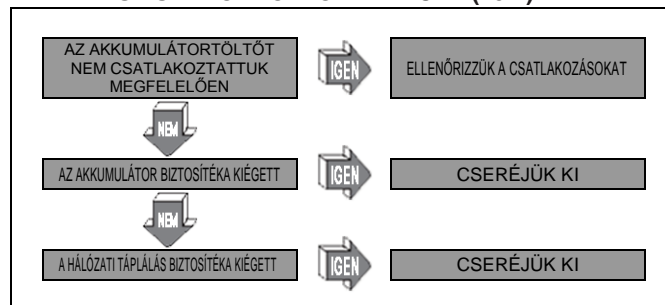 AZ AKKUMULÁTORTÖLTŐT
NEM CSATLAKOZTATTUK
MEGFELELŐEN
IGEN
ELLENŐRIZZÜK A CSATLAKOZÁSOKAT
NEM
AZ AKKUMULÁTOR BIZTOSÍTÉKA KIÉGETT
IGEN
CSERÉJÜK KI
NEM
A HÁLÓZATI TÁPLÁLÁS BIZTOSÍTÉKA KIÉGETT
IGEN
CSERÉJÜK KI